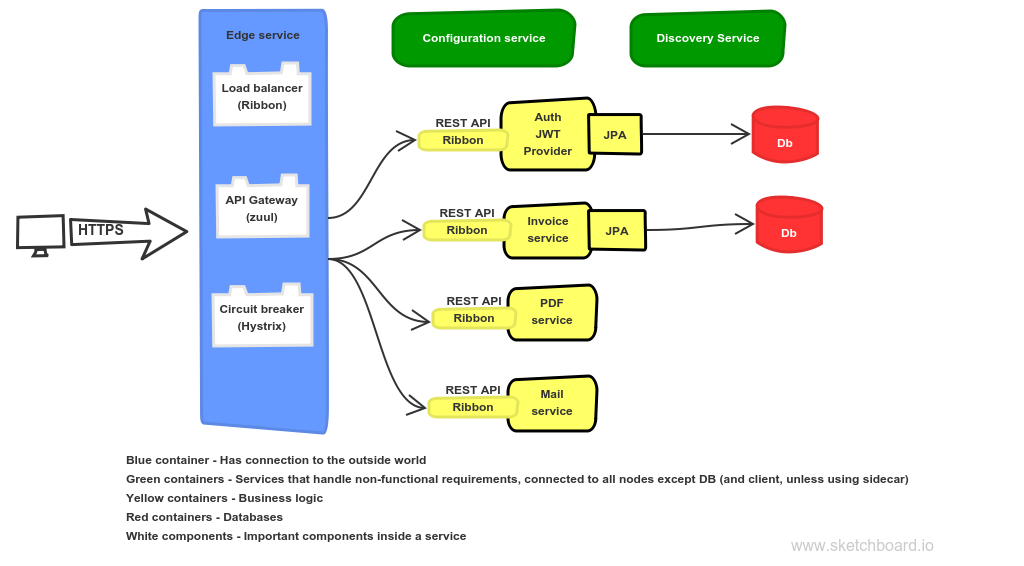 Edge service
Configuration service
Discovery Service
Load balancer
(Ribbon)
REST API
Ribbon
Auth
JWT
Provider
JPA
Db
API Gateway
(zuul)
HTTPS
REST API
Ribbon
Invoice
service
JPA
Db
Circuit breaker
(Hystrix)
REST API
Ribbon
PDF
service
REST API
Ribbon
Mail
service
Blue container - Has connection to the outside world
Green containers - Services that handle non-functional requirements, connected to all nodes except DB (and client, unless using sidecar)
Yellow containers - Business logic
Red containers - Databases
White components - Important components inside a service
www.sketchboard.io